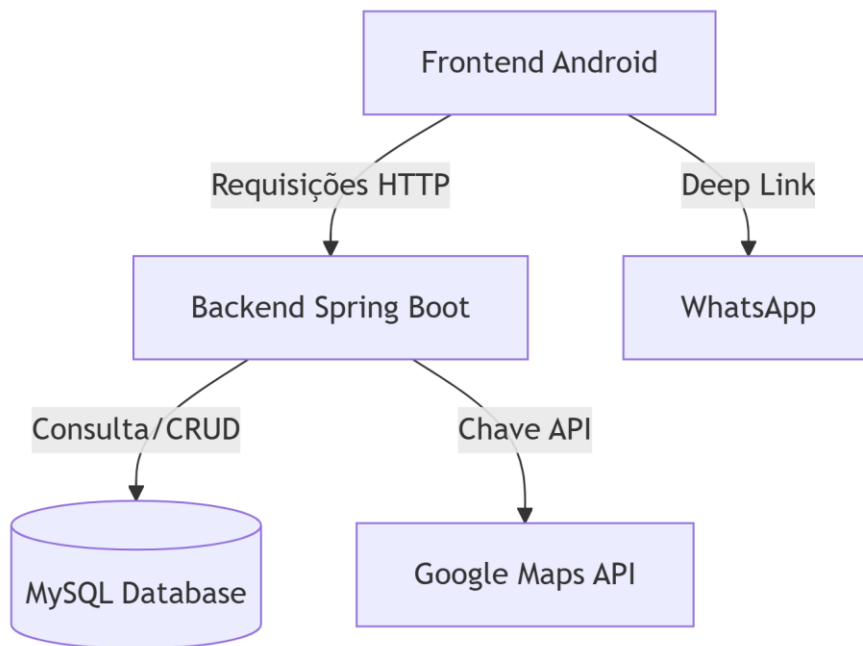 Frontend Android
Requisições HTTP
Deep Link
Backend Spring Boot
WhatsApp
Consulta/CRUD
Chave API
MySQL Database
Google Maps API